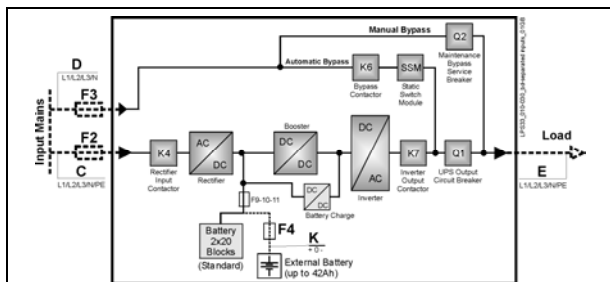 Manual Bypass
Q2
Maintenance
Bypass
Service
Breaker
D
L1/L2/L3/N
Automatic Bypass
K6
SSM
Bypass
Contactor
Static
Switch
Module
F3
Input Mains
F2
C
L1/L2/L3/N/PE
K4
Rectifier
Input
Contactor
AC
DC
Rectifier
Booster
DC
DC
DC
DC
Battery Charge
DC
AC
Inverter
K7
Inverter
Output
Contactor
Q1
UPS Output
Circuit Breaker
Load
E
L1/L2/L3/N/PE
F9-10-11
Battery
2x20
Blocks
(Standard)
F4
K
+ 0 -
External Battery
(up to 42Ah)